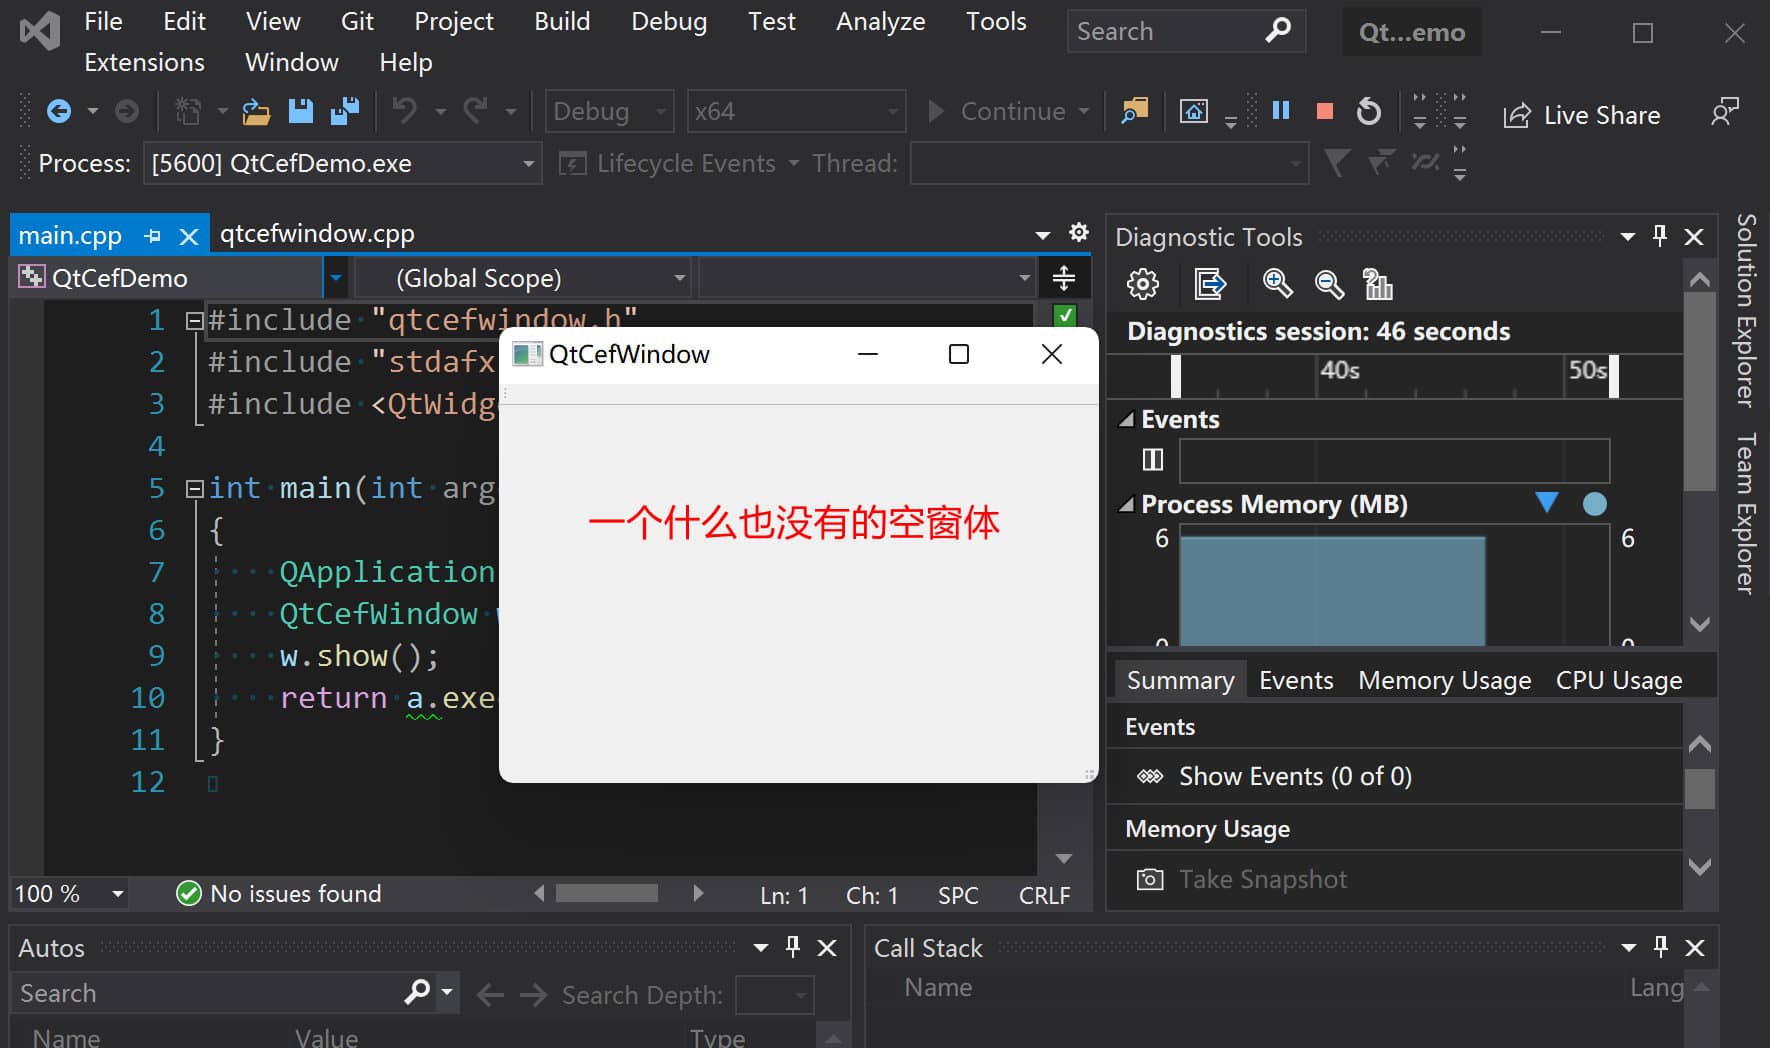 File Edit View Git Project Build Debug Test Analyze Tools
Extensions Window Help
Search
Qt...emo
Debug x64 Continue Live Share
Process: [5600] QtCefDemo.exe Lifecycle Events Thread:
main.cpp qtcefwindow.cpp
QtCefDemo (Global Scope)
1 #include "qtcefwindow.h"
2 #include "stdafx
3 #include <QtWidg
4
5 int main(int arg
6 {
7 QApplication
8 QtCefWindow
9 w.show();
10 return a.exe
11 }
12
QtCefWindow
一个什么也没有的空窗体
100 % No issues found Ln: 1 Ch: 1 SPC CRLF
Diagnostic Tools
Diagnostics session: 46 seconds
40s 50s
Events
Process Memory (MB)
6 6
0 0
Summary Events Memory Usage CPU Usage
Events
Show Events (0 of 0)
Memory Usage
Take Snapshot
Solution Explorer
Team Explorer
Autos
Search Search Depth:
Name Value Type
Call Stack
Name Lang